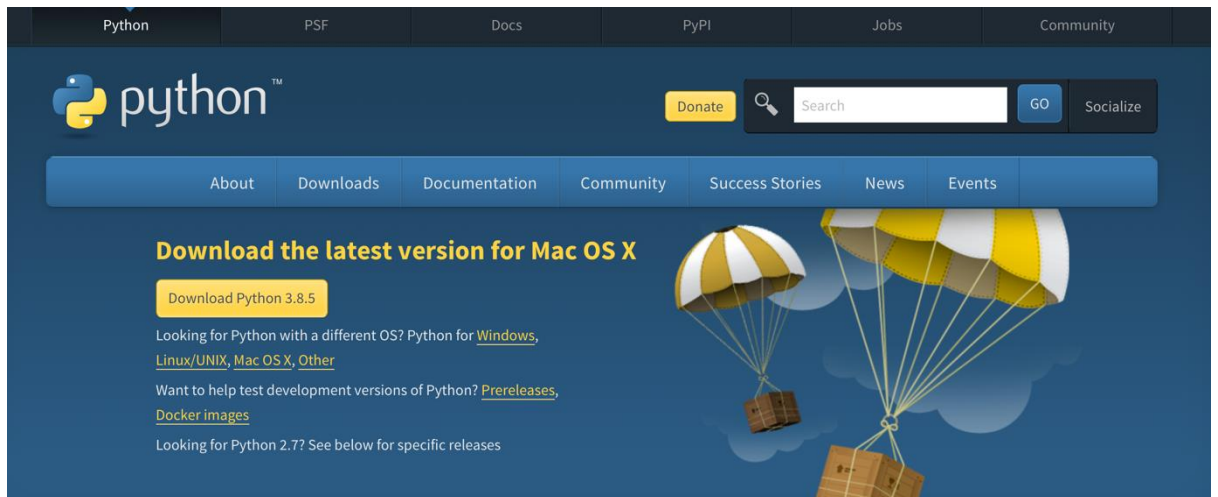 Python PSF Docs PyPI Jobs Community
python™
Donate Search GO Socialize
About Downloads Documentation Community Success Stories News Events
Download the latest version for Mac OS X
Download Python 3.8.5
Looking for Python with a different OS? Python for Windows,
Linux/UNIX, Mac OS X, Other
Want to help test development versions of Python? Prereleases,
Docker images
Looking for Python 2.7? See below for specific releases